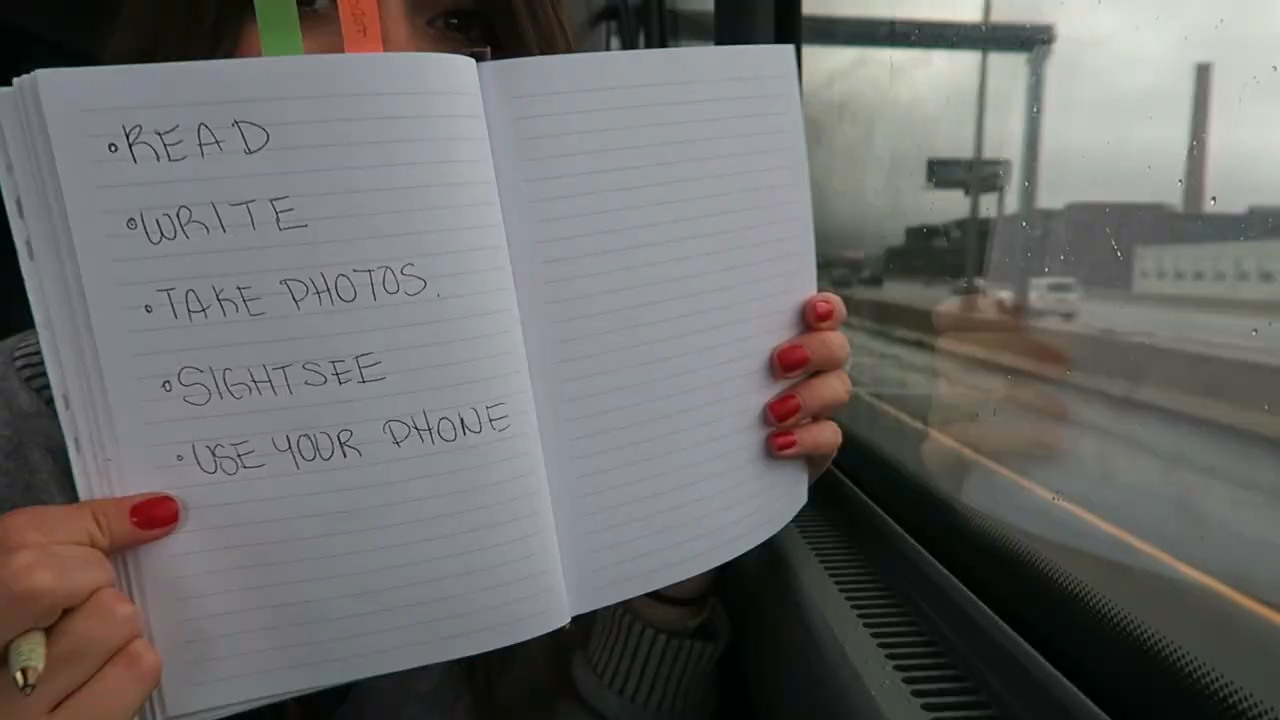 •READ
•WRITE
•TAKE PHOTOS.
•SIGHTSEE
•USE YOUR PHONE